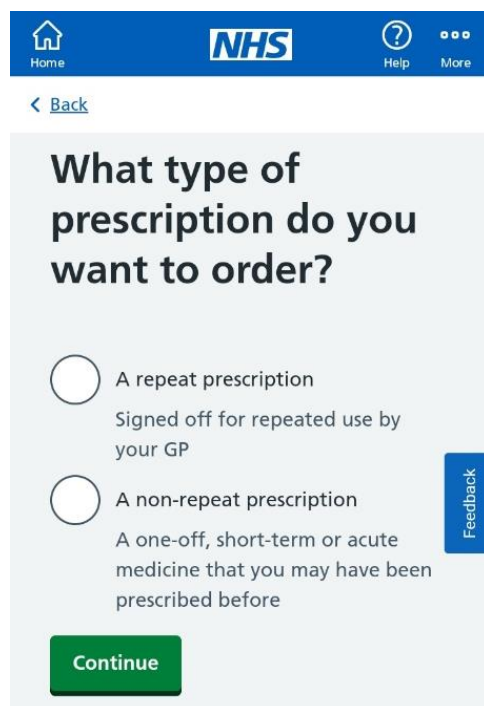 Home
NHS
Help
More
Back
What type of
prescription do you
want to order?
A repeat prescription
Signed off for repeated use by
your GP
A non-repeat prescription
A one-off, short-term or acute
medicine that you may have been
prescribed before
Feedback
Continue